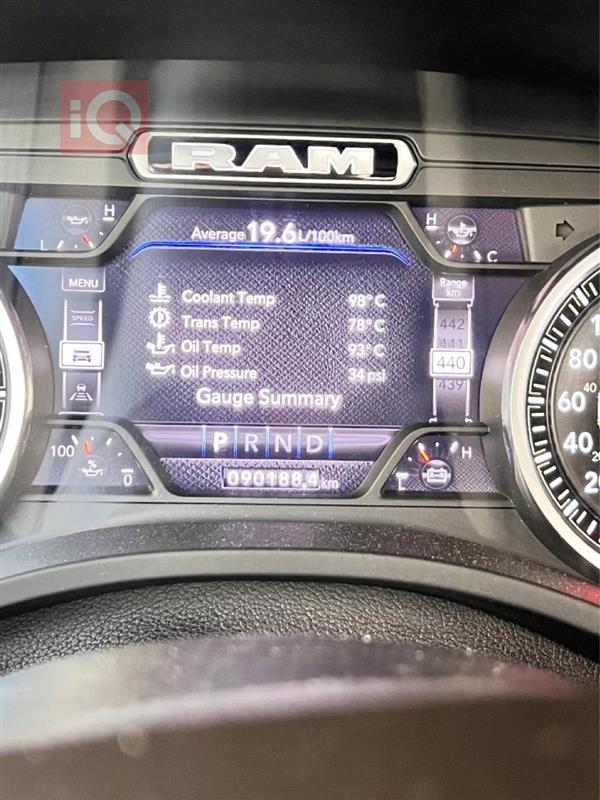 iQ
RAM
Average 19.6 L/100km
L H
H C
MENU
SPEED
Coolant Temp 98°C
Trans Temp 78°C
Oil Temp 93°C
Oil Pressure 34 psi
Gauge Summary
Range
km
442
441
440
439
P R N D
090188.4 km
100 % 0
L H
80
60
40
20
40